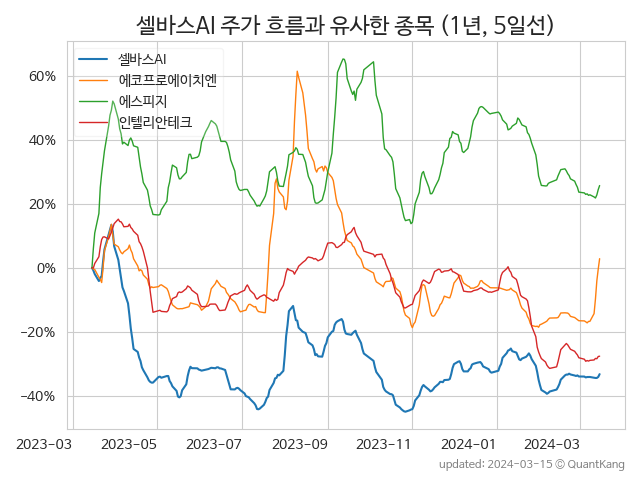 셀바스AI 주가 흐름과 유사한 종목 (1년, 5일선)
셀바스AI
에코프로에이치엔
에스피지
인텔리안테크
60%
40%
20%
0%
−20%
−40%
2023-03
2023-05
2023-07
2023-09
2023-11
2024-01
2024-03
updated: 2024-03-15 © QuantKang